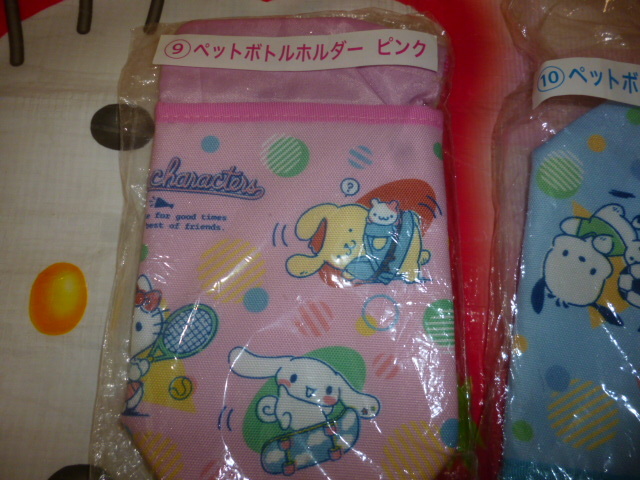 ⑨ペットボトルホルダー ピンク
⑩ペットボ
characters
e for good times
gest of friends.
?